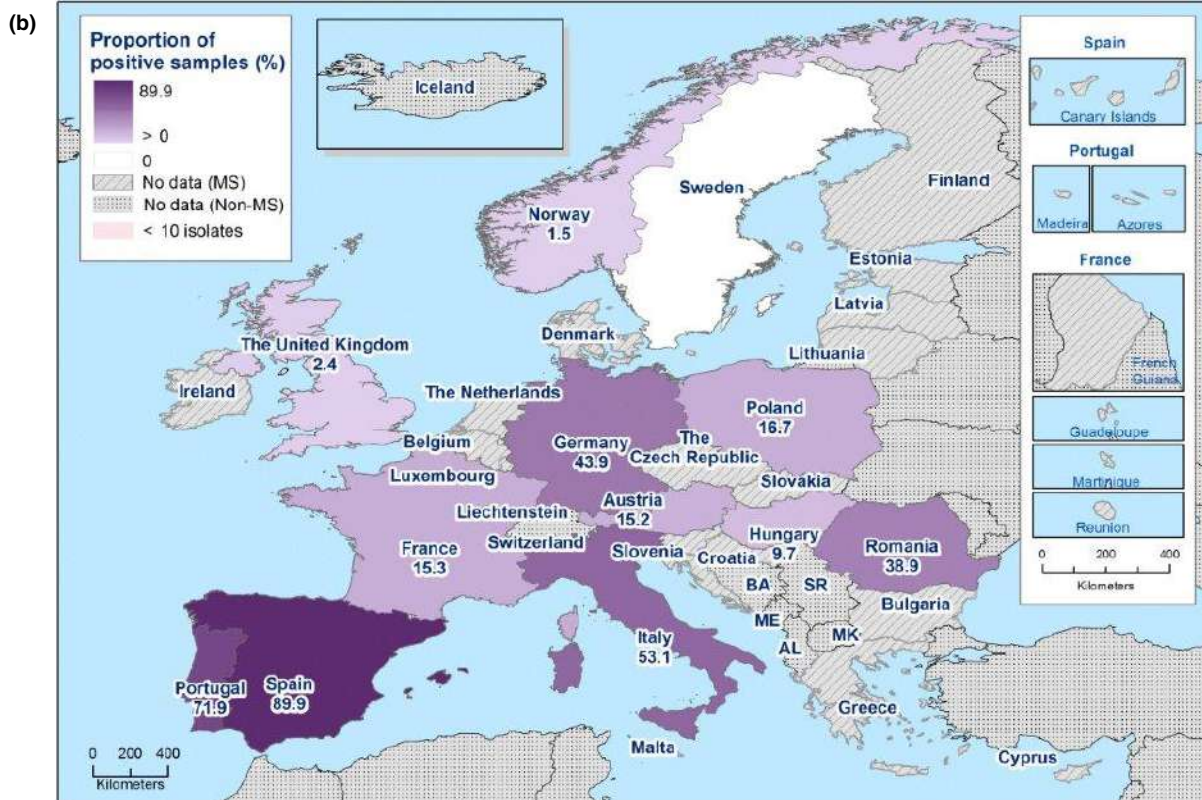 (b)
Proportion of
positive samples (%)
89.9
> 0
0
No data (MS)
No data (Non-MS)
< 10 isolates
Iceland
Spain
Canary Islands
Portugal
Madeira
Azores
France
French
Guiana
Guadeloupe
Martinique
Reunion
0 200 400
Kilometers
Sweden
Finland
Norway
1.5
Estonia
Latvia
Denmark
Lithuania
The United Kingdom
2.4
Ireland
The Netherlands
Poland
16.7
Belgium
Germany
43.9
The
Czech Republic
Luxembourg
Slovakia
Liechtenstein
Austria
15.2
Switzerland
Slovenia
Croatia
Hungary
9.7
Romania
38.9
France
15.3
BA
SR
Bulgaria
ME
MK
AL
Italy
53.1
Portugal
71.9
Spain
89.9
Greece
Malta
Cyprus
0 200 400
Kilometers